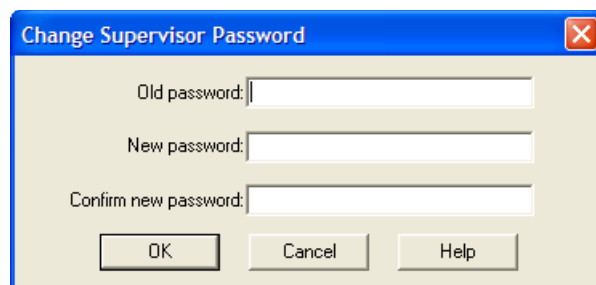 Change Supervisor Password
Old password:
New password:
Confirm new password:
OK Cancel Help